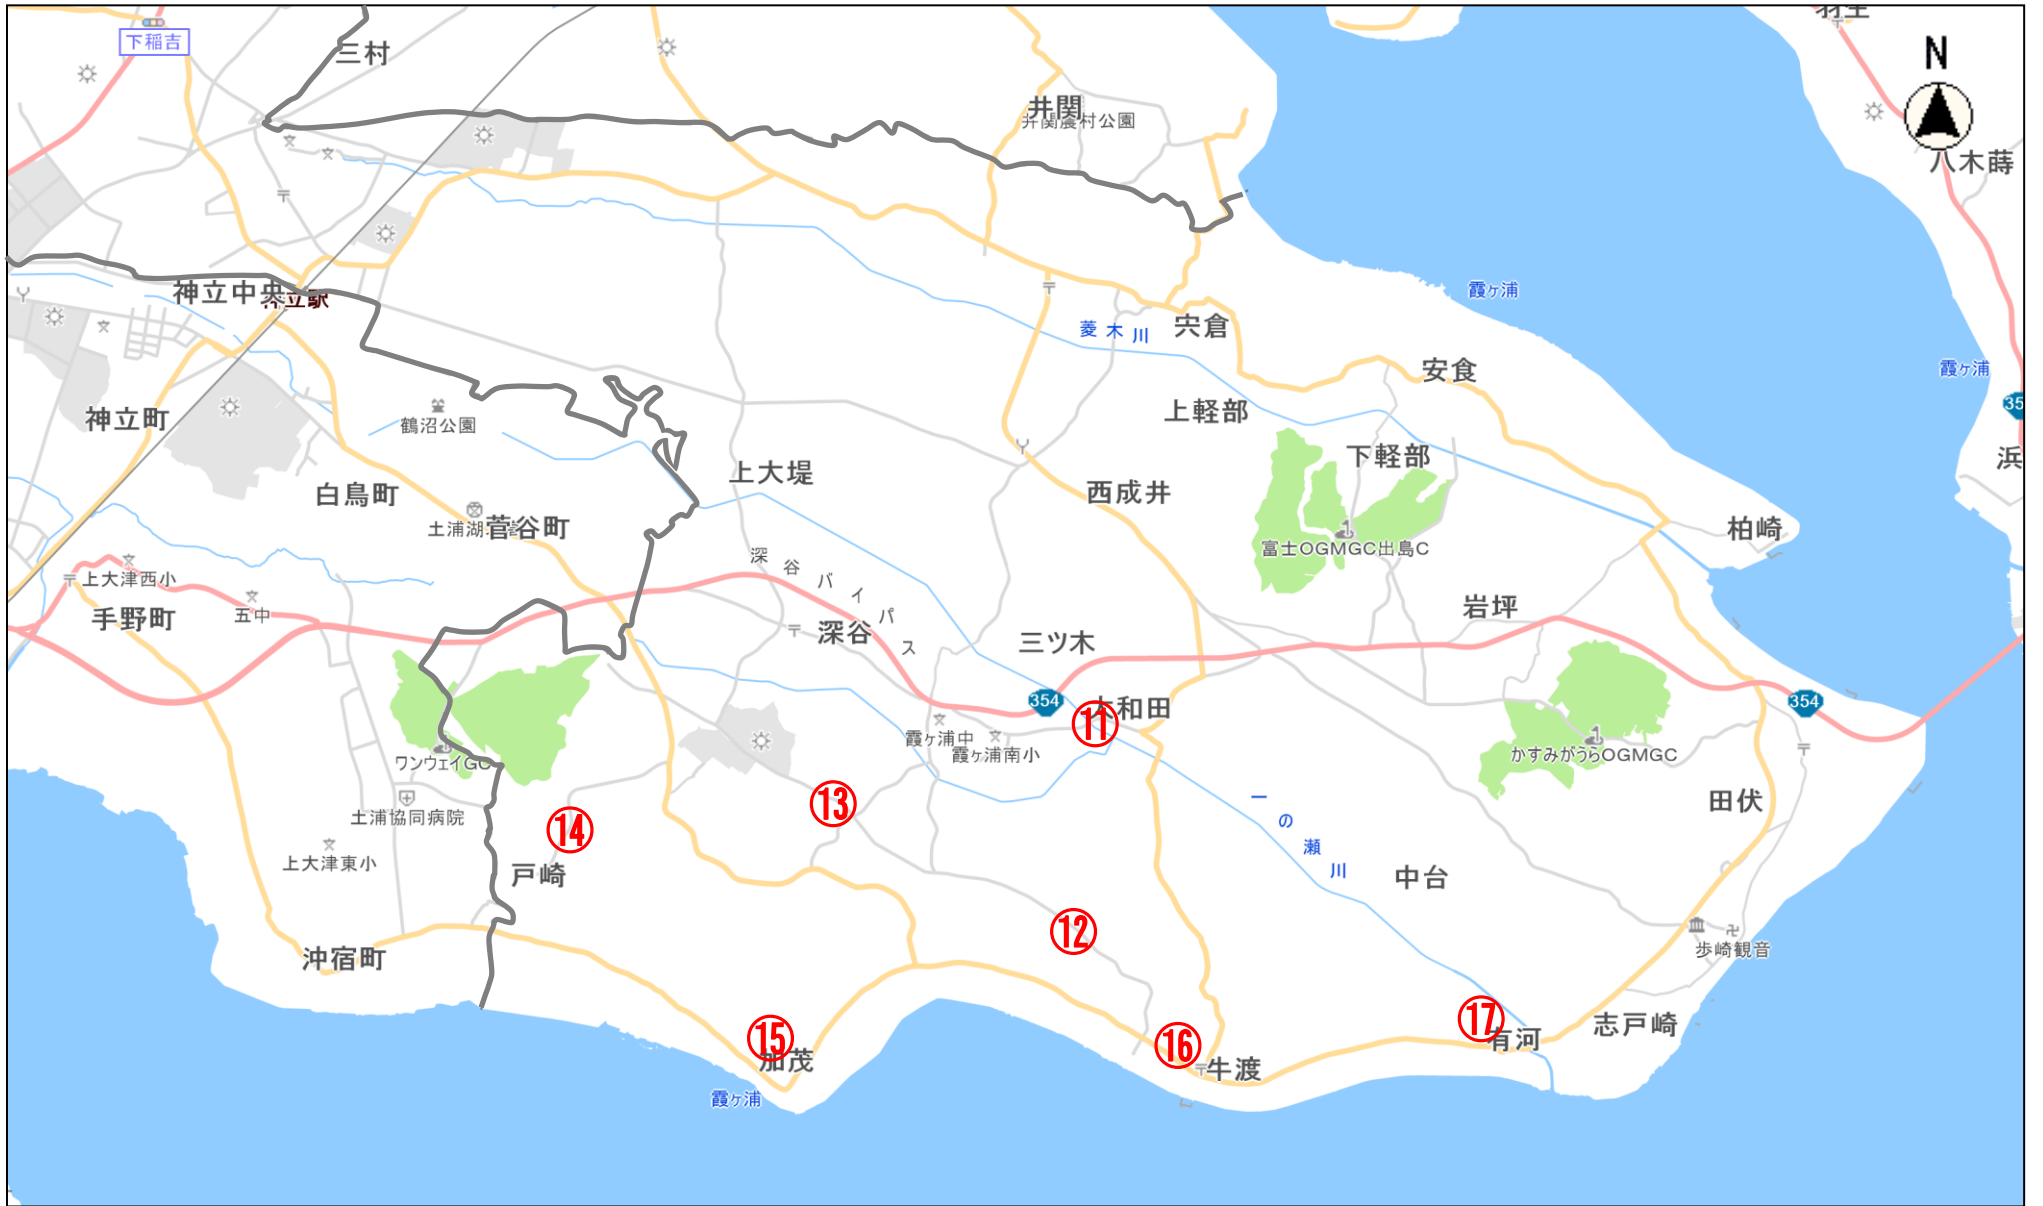 羽生
下稲吉
三村
N
井関
井関農村公園
八木蒔
霞ヶ浦
神立中央
神立駅
菱木川
宍倉
霞ヶ浦
安食
354
神立町
鶴沼公園
上軽部
下軽部
浜
上大堤
白鳥町
西成井
土浦湖
菅谷町
富士OGMGC出島C
柏崎
深谷バイパス
上大津西小
手野町
五中
深谷
三ツ木
岩坪
354
354
大和田
⑪
霞ヶ浦中
霞ヶ浦南小
ワンウェイGC
かすみがうらOGMGC
⑬
一の瀬川
田伏
土浦協同病院
⑭
上大津東小
戸崎
中台
⑫
沖宿町
歩崎観音
⑮
加茂
⑯
牛渡
⑰
有河
志戸崎
霞ヶ浦